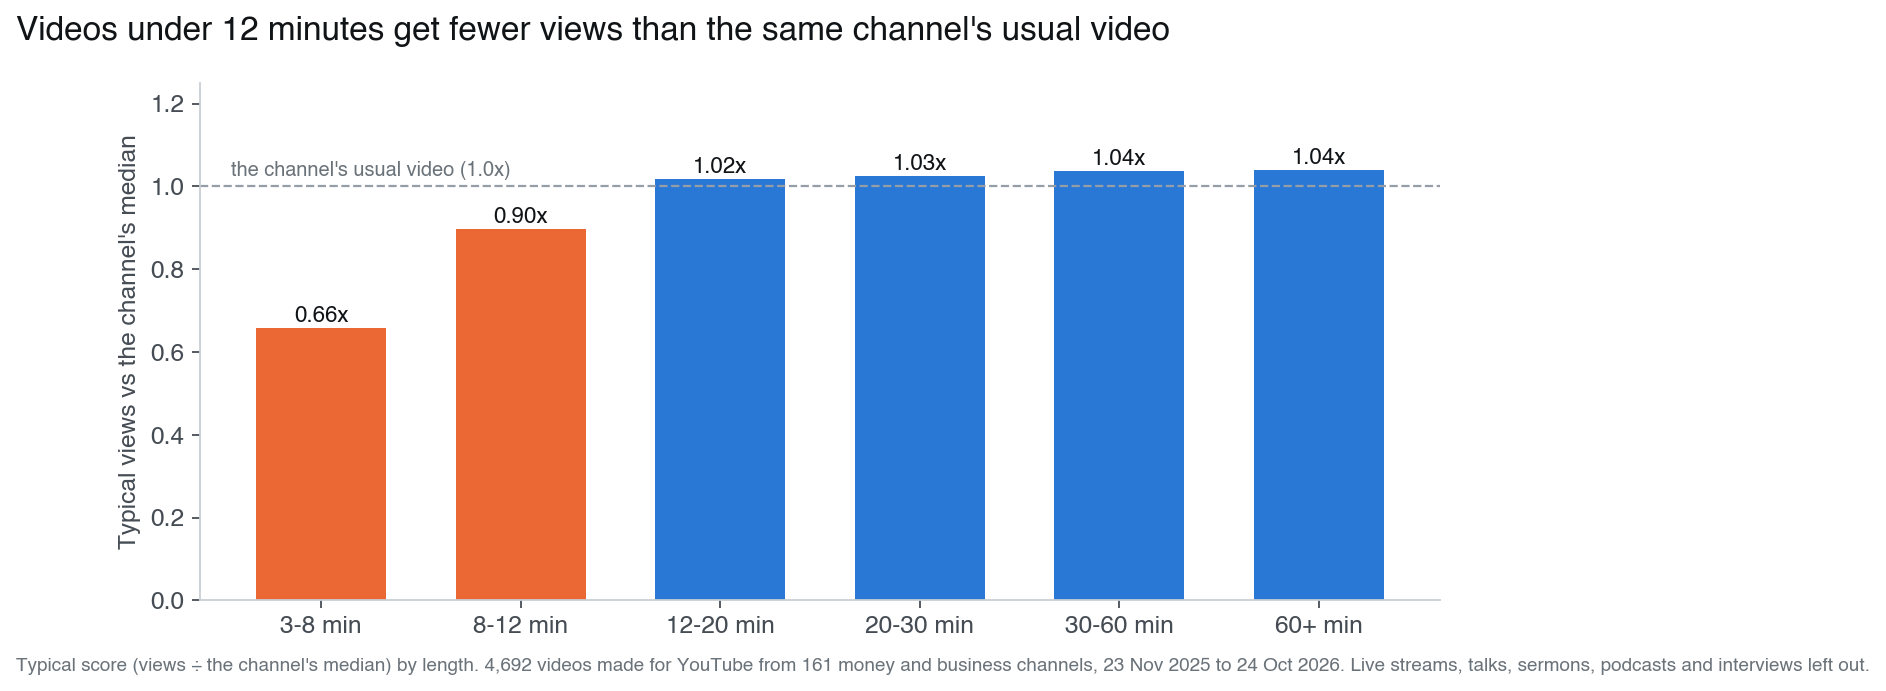 Videos under 12 minutes get fewer views than the same channel's usual video
Typical views vs the channel's median
1.2
1.0
0.8
0.6
0.4
0.2
0.0
the channel's usual video (1.0x)
0.66x
0.90x
1.02x
1.03x
1.04x
1.04x
3-8 min
8-12 min
12-20 min
20-30 min
30-60 min
60+ min
Typical score (views ÷ the channel's median) by length. 4,692 videos made for YouTube from 161 money and business channels, 23 Nov 2025 to 24 Oct 2026. Live streams, talks, sermons, podcasts and interviews left out.